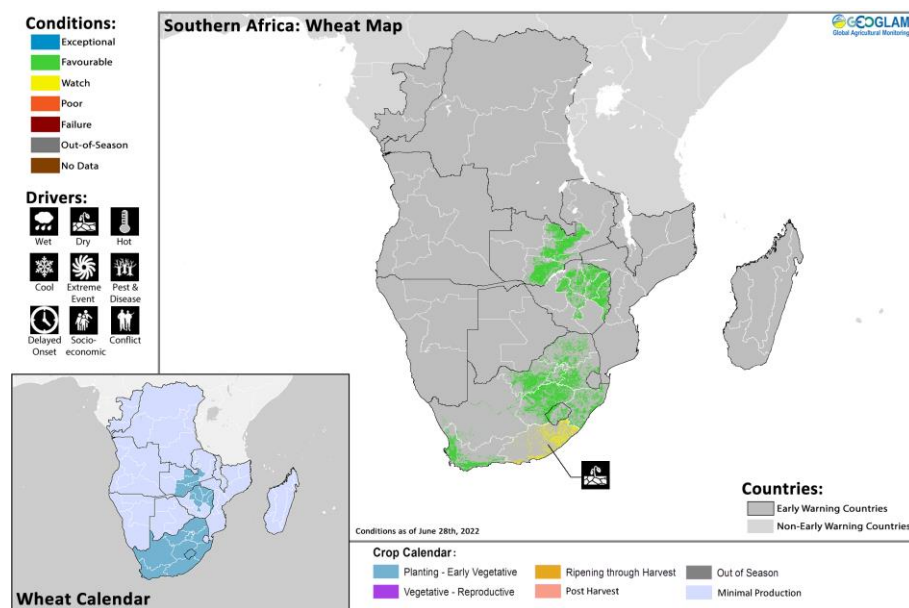 Southern Africa: Wheat Map
GEOGLAM
Global Agricultural Monitoring
Conditions:
Exceptional
Favourable
Watch
Poor
Failure
Out-of-Season
No Data
Drivers:
Wet
Dry
Hot
Cool
Extreme
Event
Pest &
Disease
Delayed
Onset
Socio-
economic
Conflict
Countries:
Early Warning Countries
Non-Early Warning Countries
Conditions as of June 28th, 2022
Wheat Calendar
Crop Calendar:
Planting - Early Vegetative
Ripening through Harvest
Out of Season
Vegetative - Reproductive
Post Harvest
Minimal Production